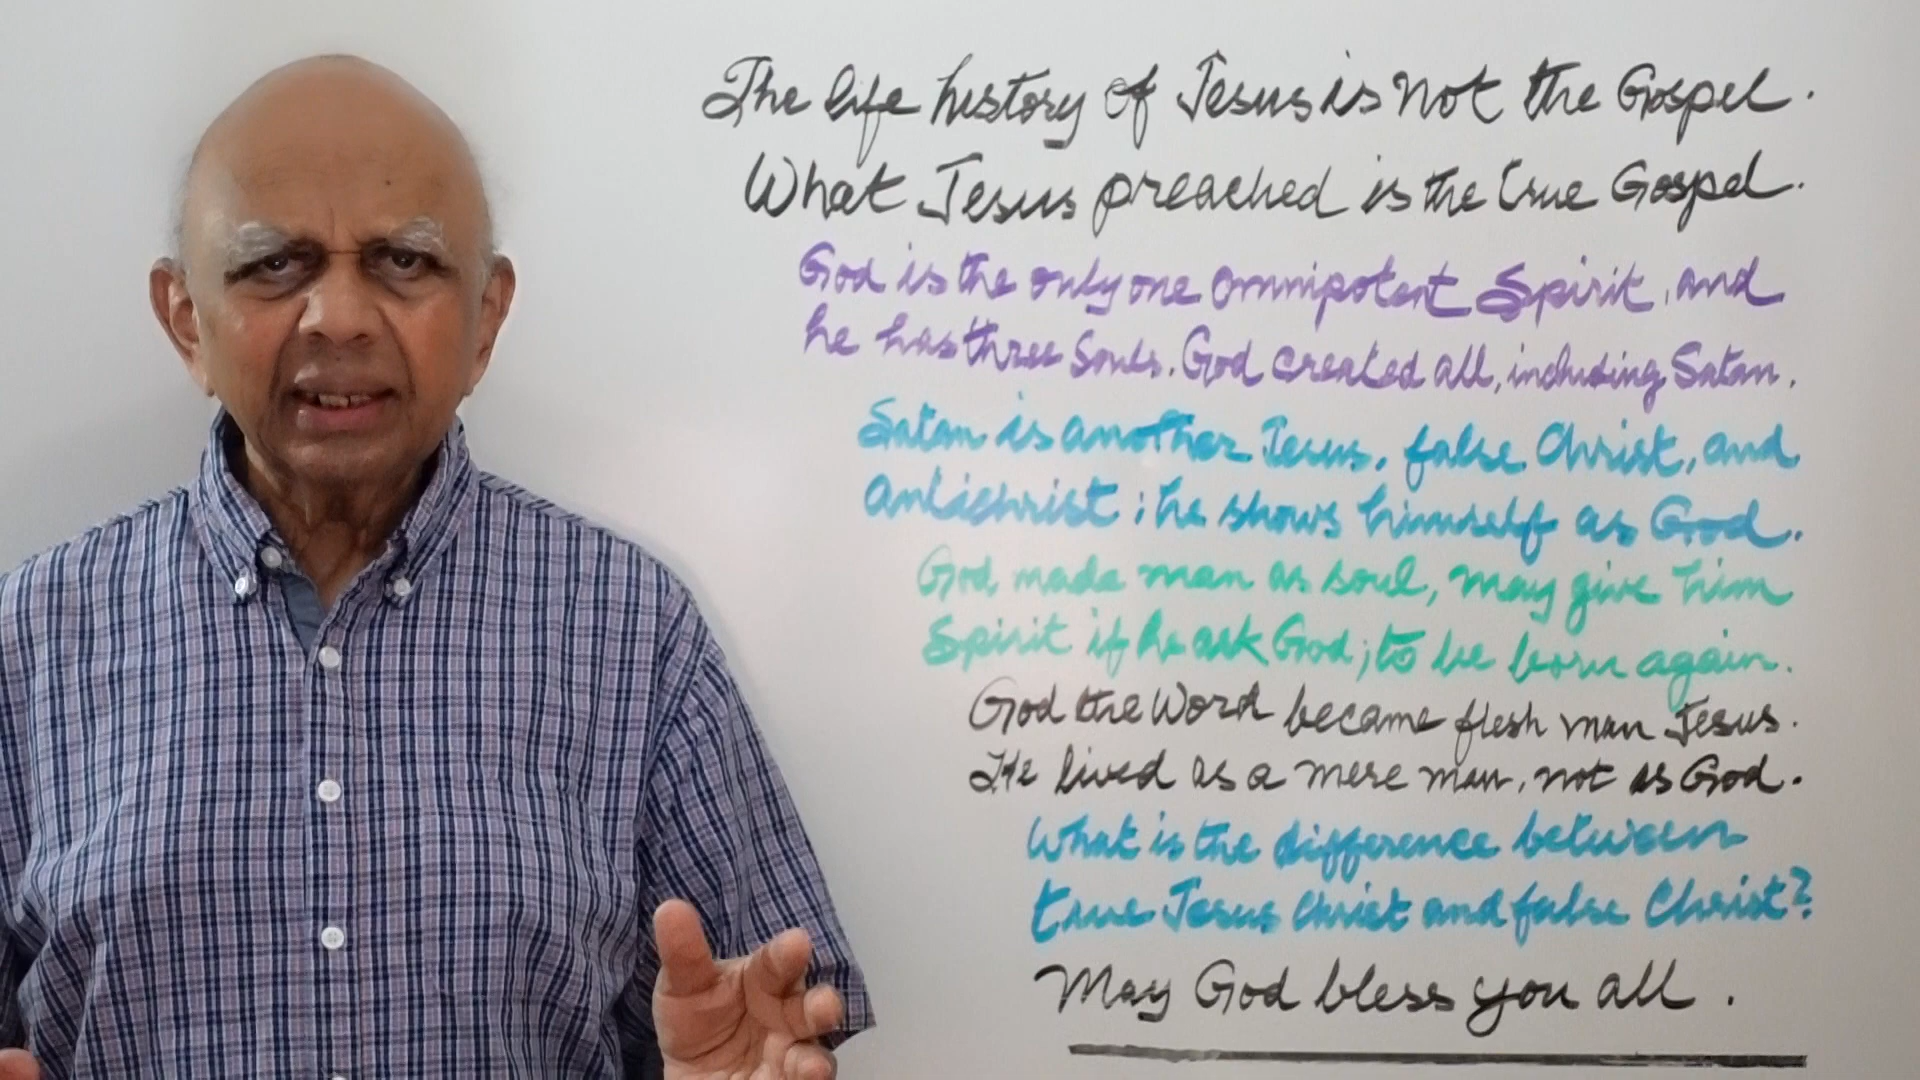 The life history of Jesus is not the Gospel.
What Jesus preached is the true Gospel.
God is the only one omnipotent Spirit, and
he has three Souls. God created all, including Satan.
Satan is another Jesus, false Christ, and
antichrist; he shows himself as God.
God made man as soul, may give him
Spirit if he ask God; to be born again.
God the Word became flesh man Jesus.
He lived as a mere man, not as God.
What is the difference between
true Jesus Christ and false Christ?
May God bless you all.